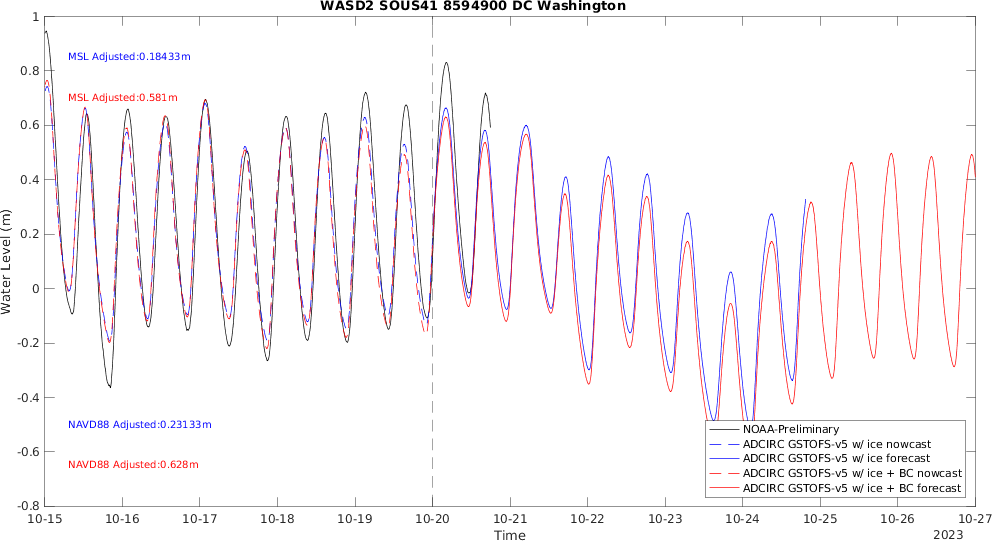 WASD2 SOUS41 8594900 DC Washington
MSL Adjusted:0.18433m
MSL Adjusted:0.581m
NAVD88 Adjusted:0.23133m
NAVD88 Adjusted:0.628m
Water Level (m)
1
0.8
0.6
0.4
0.2
0
-0.2
-0.4
-0.6
-0.8
NOAA-Preliminary
ADCIRC GSTOFS-v5 w/ ice nowcast
ADCIRC GSTOFS-v5 w/ ice forecast
ADCIRC GSTOFS-v5 w/ ice + BC nowcast
ADCIRC GSTOFS-v5 w/ ice + BC forecast
10-15 10-16 10-17 10-18 10-19 10-20 10-21 10-22 10-23 10-24 10-25 10-26 10-27
Time
2023